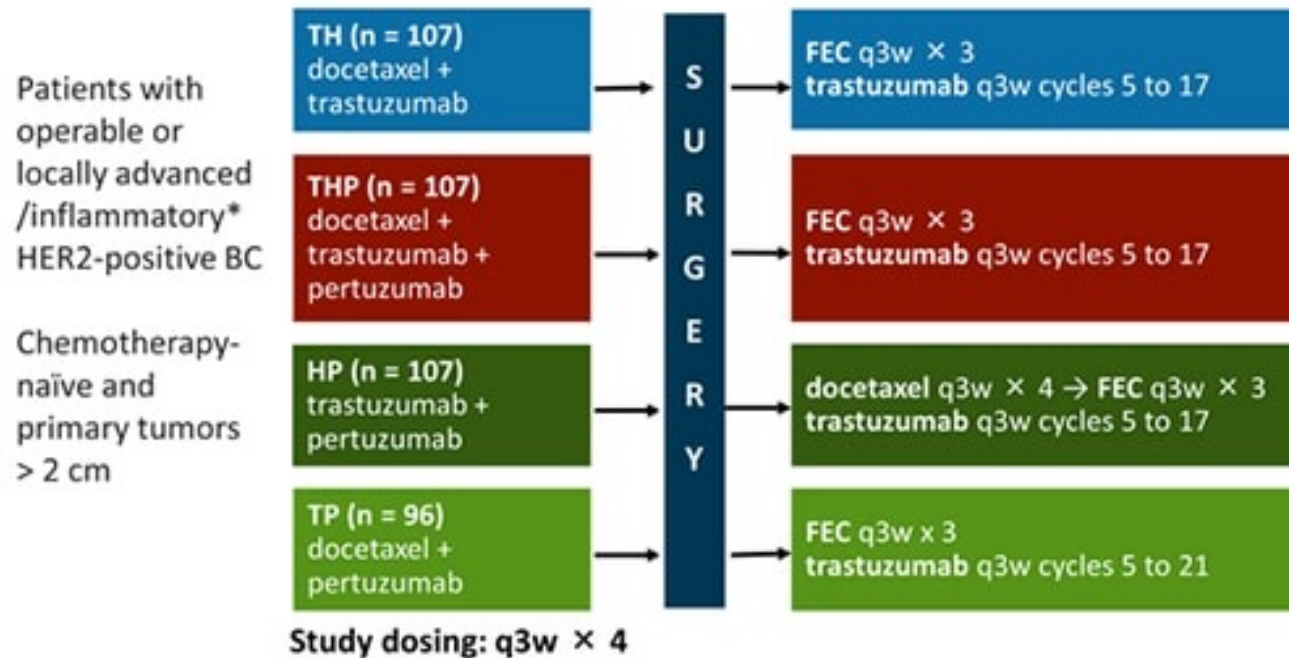 Patients with
operable or
locally advanced
/inflammatory*
HER2-positive BC
Chemotherapy-
naïve and
primary tumors
> 2 cm
TH (n = 107)
docetaxel +
trastuzumab
THP (n = 107)
docetaxel +
trastuzumab +
pertuzumab
HP (n = 107)
trastuzumab +
pertuzumab
TP (n = 96)
docetaxel +
pertuzumab
Study dosing: q3w × 4
S
U
R
G
E
R
Y
FEC q3w × 3
trastuzumab q3w cycles 5 to 17
FEC q3w × 3
trastuzumab q3w cycles 5 to 17
docetaxel q3w × 4 → FEC q3w × 3
trastuzumab q3w cycles 5 to 17
FEC q3w x 3
trastuzumab q3w cycles 5 to 21